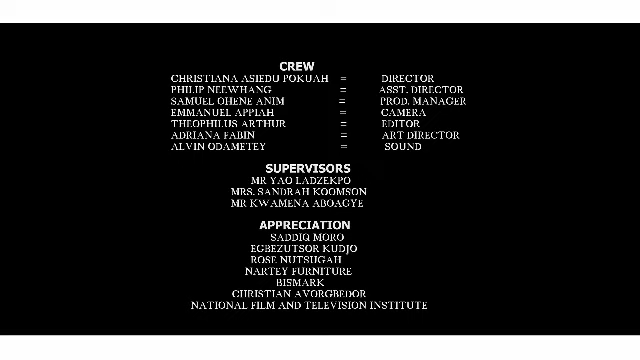 CREW
CHRISTIANA ASIEDU POKUAH = DIRECTOR
PHILIP NEEWHANG = ASST. DIRECTOR
SAMUEL OHENE ANIM = PROD. MANAGER
EMMANUEL APPIAH = CAMERA
THEOPHILUS ARTHUR = EDITOR
ADRIANA FABIN = ART DIRECTOR
ALVIN ODAMETEY = SOUND
SUPERVISORS
MR YAO LADZEKPO
MRS. SANDRAH KOOMSON
MR KWAMENA ABOAGYE
APPRECIATION
SADDIQ MORO
EGBEZUTSOR KUDJO
ROSE NUTSUGAH
NARTEY FURNITURE
BISMARK
CHRISTIAN AVORGBEDOR
NATIONAL FILM AND TELEVISION INSTITUTE